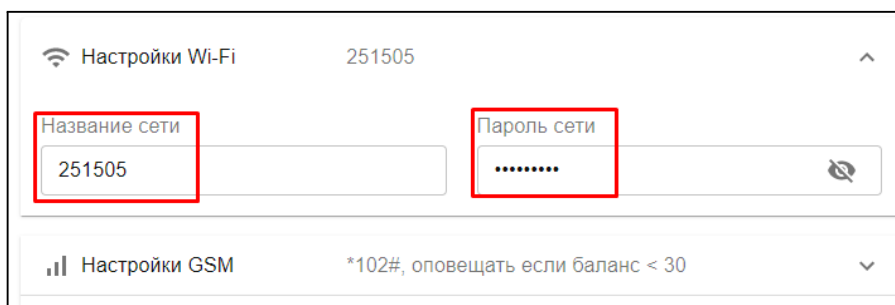 Настройки Wi-Fi 251505
Название сети Пароль сети
251505 •••••••••
Настройки GSM *102#, оповещать если баланс < 30